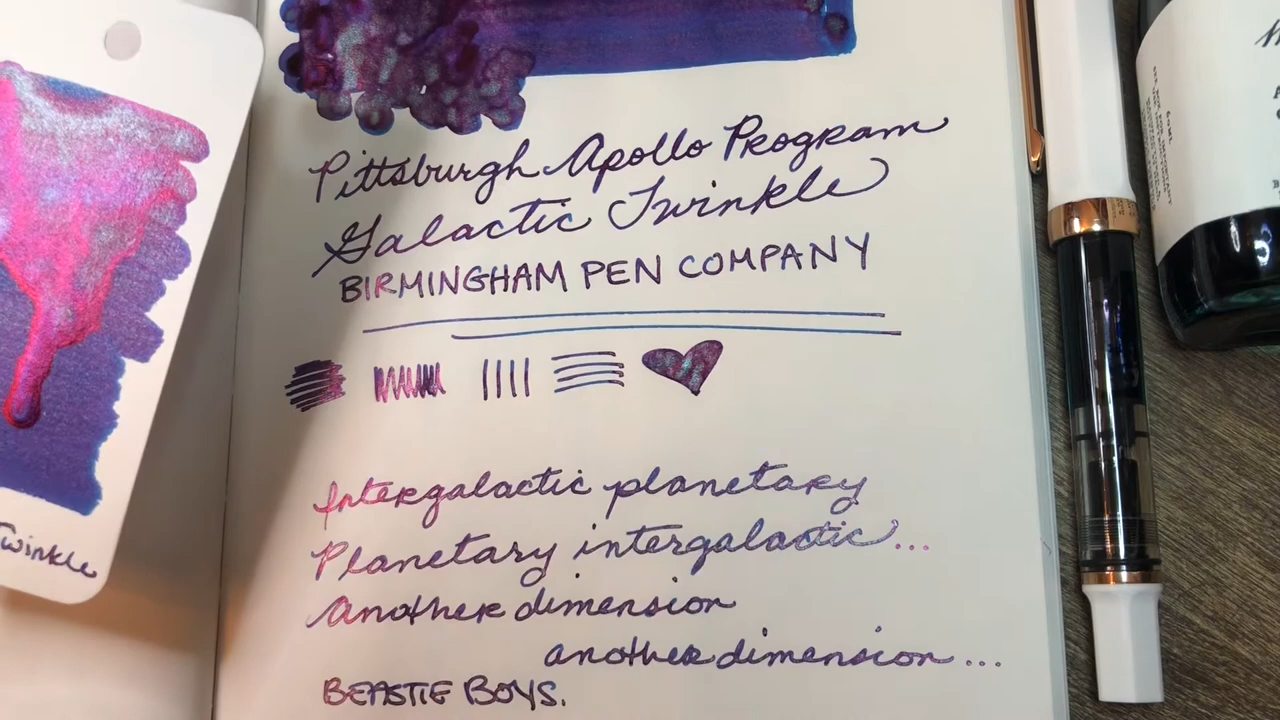 Pittsburgh Apollo Program
Galactic Twinkle
BIRMINGHAM PEN COMPANY
Intergalactic planetary
Planetary intergalactic...
Another dimension
another dimension...
BEASTIE BOYS.
Twinkle